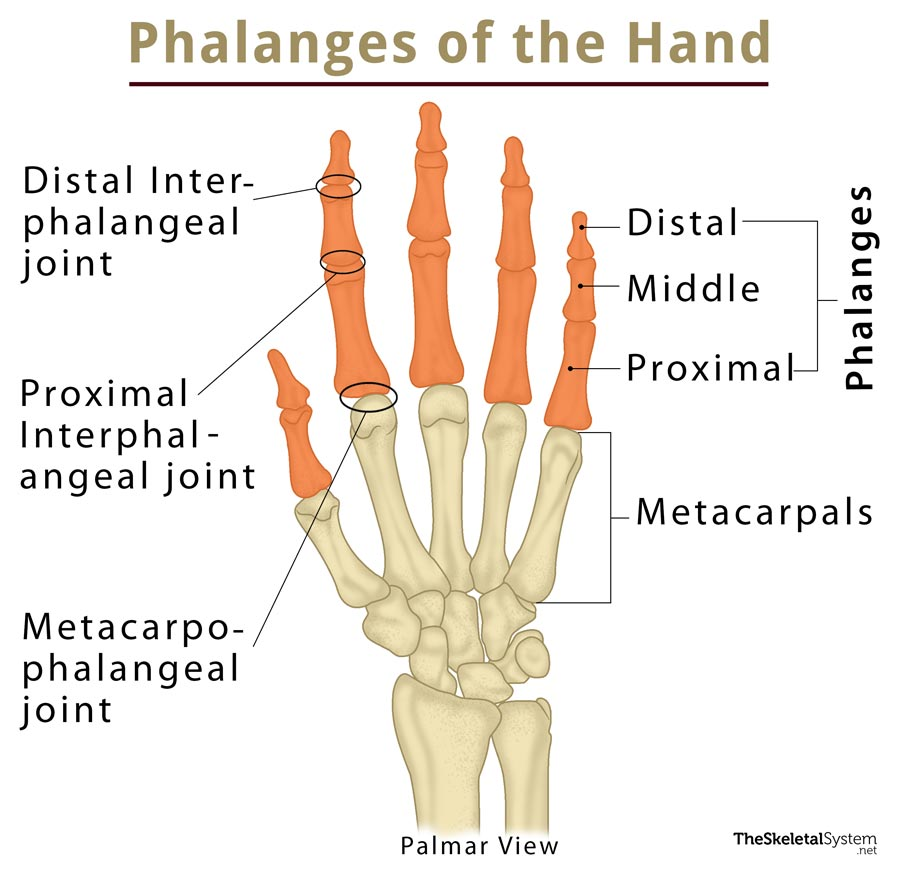 Phalanges of the Hand
Distal Inter-
phalangeal
joint
Proximal
Interphal-
angeal joint
Metacarpo-
phalangeal
joint
Distal
Middle
Proximal
Phalanges
Metacarpals
Palmar View
TheSkeletalSystem
.net